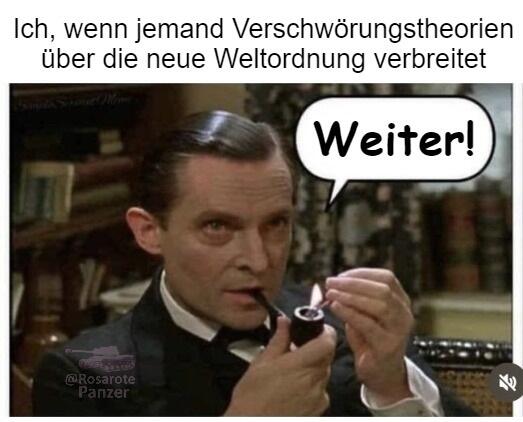 Ich, wenn jemand Verschwörungstheorien
über die neue Weltordnung verbreitet
Weiter!
@Rosarote
Panzer